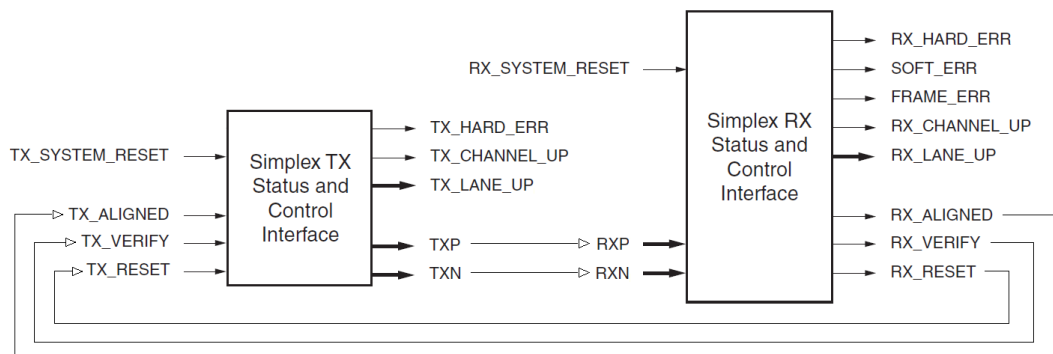 RX_HARD_ERR
RX_SYSTEM_RESET
SOFT_ERR
FRAME_ERR
Simplex RX
Status and
Control
Interface
RX_CHANNEL_UP
RX_LANE_UP
TX_SYSTEM_RESET
Simplex TX
Status and
Control
Interface
TX_HARD_ERR
TX_CHANNEL_UP
TX_LANE_UP
TX_ALIGNED
TX_VERIFY
TX_RESET
TXP
RXP
TXN
RXN
RX_ALIGNED
RX_VERIFY
RX_RESET